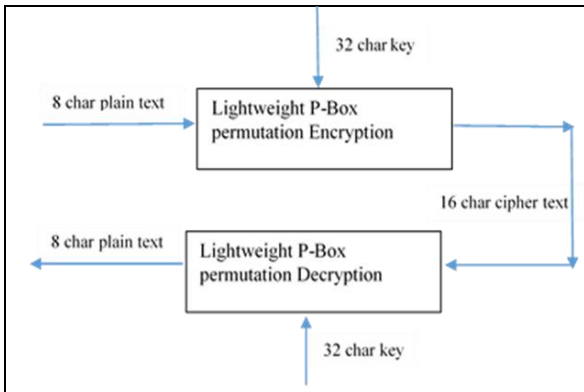 32 char key
8 char plain text
Lightweight P-Box
permutation Encryption
16 char cipher text
8 char plain text
Lightweight P-Box
permutation Decryption
32 char key